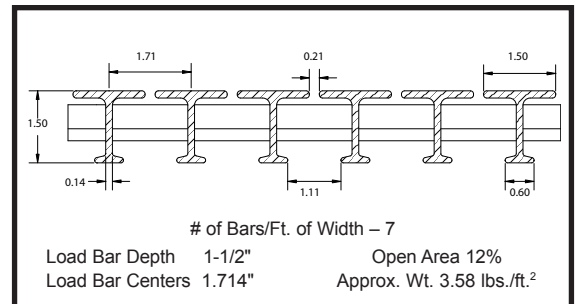 1.71
0.21
1.50
1.50
0.14
1.11
0.60
# of Bars/Ft. of Width – 7
Load Bar Depth 1-1/2"
Open Area 12%
Load Bar Centers 1.714"
Approx. Wt. 3.58 lbs./ft.²